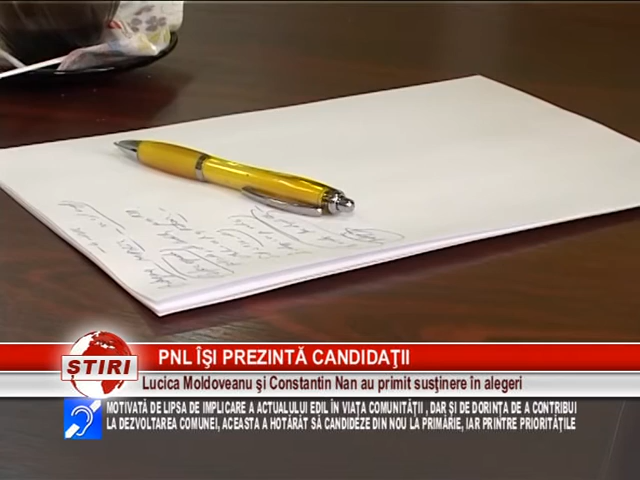 PNL ÎŞI PREZINTĂ CANDIDAŢII
ŞTIRI
Lucica Moldoveanu şi Constantin Nan au primit susţinere în alegeri
MOTIVATĂ DE LIPSA DE IMPLICARE A ACTUALULUI EDIL ÎN VIAŢA COMUNITĂŢII , DAR ŞI DE DORINŢA DE A CONTRIBUI
LA DEZVOLTAREA COMUNEI, ACEASTA A HOTĂRÂT SĂ CANDIDEZE DIN NOU LA PRIMĂRIE, IAR PRINTRE PRIORITĂŢILE